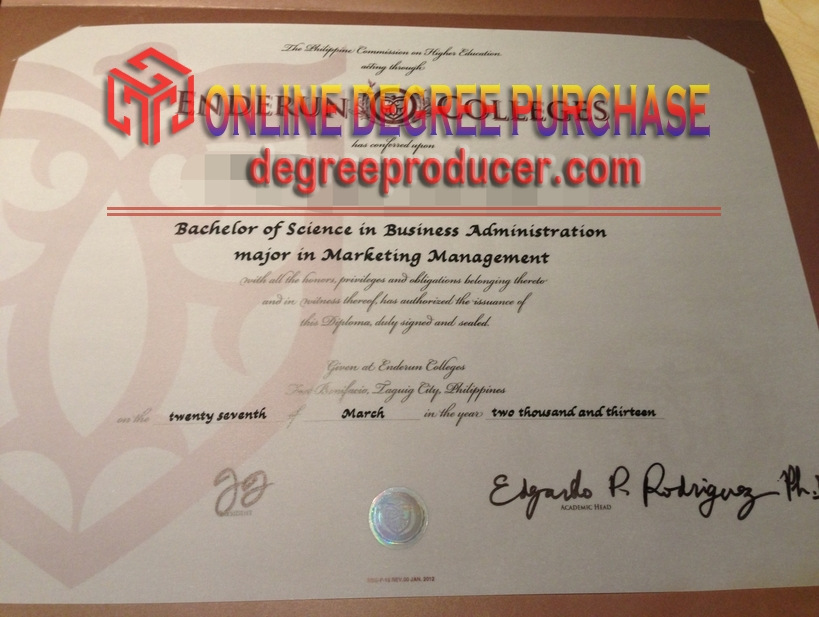 The Philippine Commission on Higher Education
acting through
ENDERUN COLLEGES
ONLINE DEGREE PURCHASE
has conferred upon
degreeproducer.com
Bachelor of Science in Business Administration
major in Marketing Management
with all the honors, privileges and obligations belonging thereto
and in witness thereof, has authorized the issuance of
this Diploma, duly signed and sealed.
Given at Enderun Colleges
Fort Bonifacio, Taguig City, Philippines
on the twenty seventh of March in the year two thousand and thirteen
Edgardo R. Rodriguez Ph.D
ACADEMIC HEAD